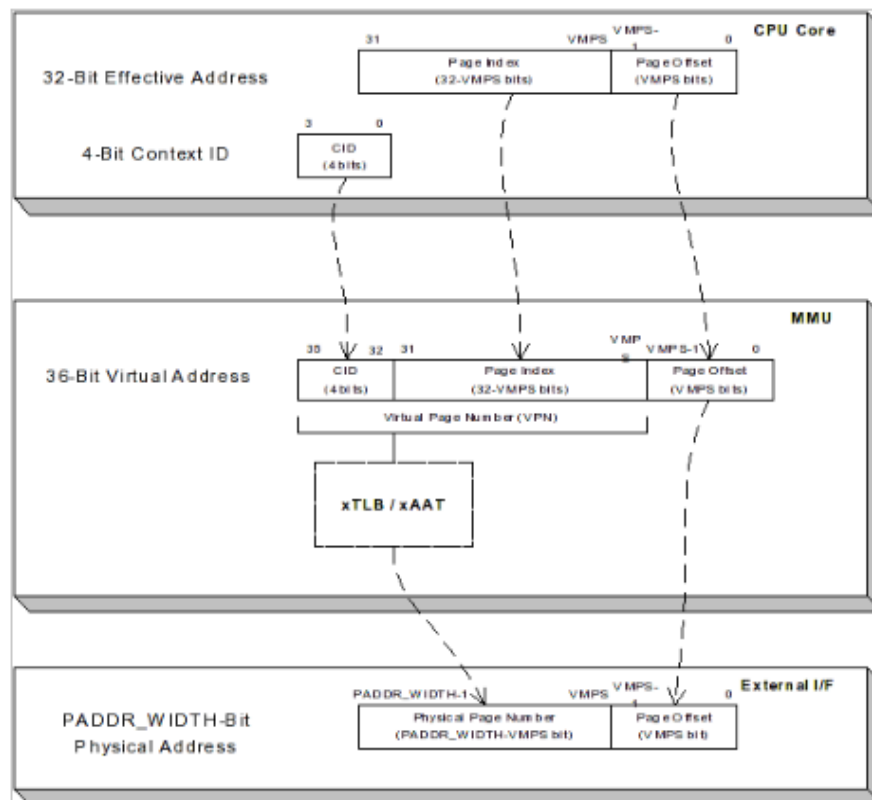 CPU Core
31 VMPS VMPS-1 0
32-Bit Effective Address
Page Index
(32-VMPS bits)
Page Offset
(VMPS bits)
3 0
4-Bit Context ID
CID
(4bits)
MMU
35 32 31 VMPS VMPS-1 0
36-Bit Virtual Address
CID
(4bits)
Page Index
(32-VMPS bits)
Page Offset
(VMPS bits)
Virtual Page Number (VPN)
xTLB / xAAT
External I/F
PADDR_WIDTH-1 VMPS VMPS-1 0
PADDR_WIDTH-Bit
Physical Address
Physical Page Number
(PADDR_WIDTH-VMPS bit)
Page Offset
(VMPS bit)